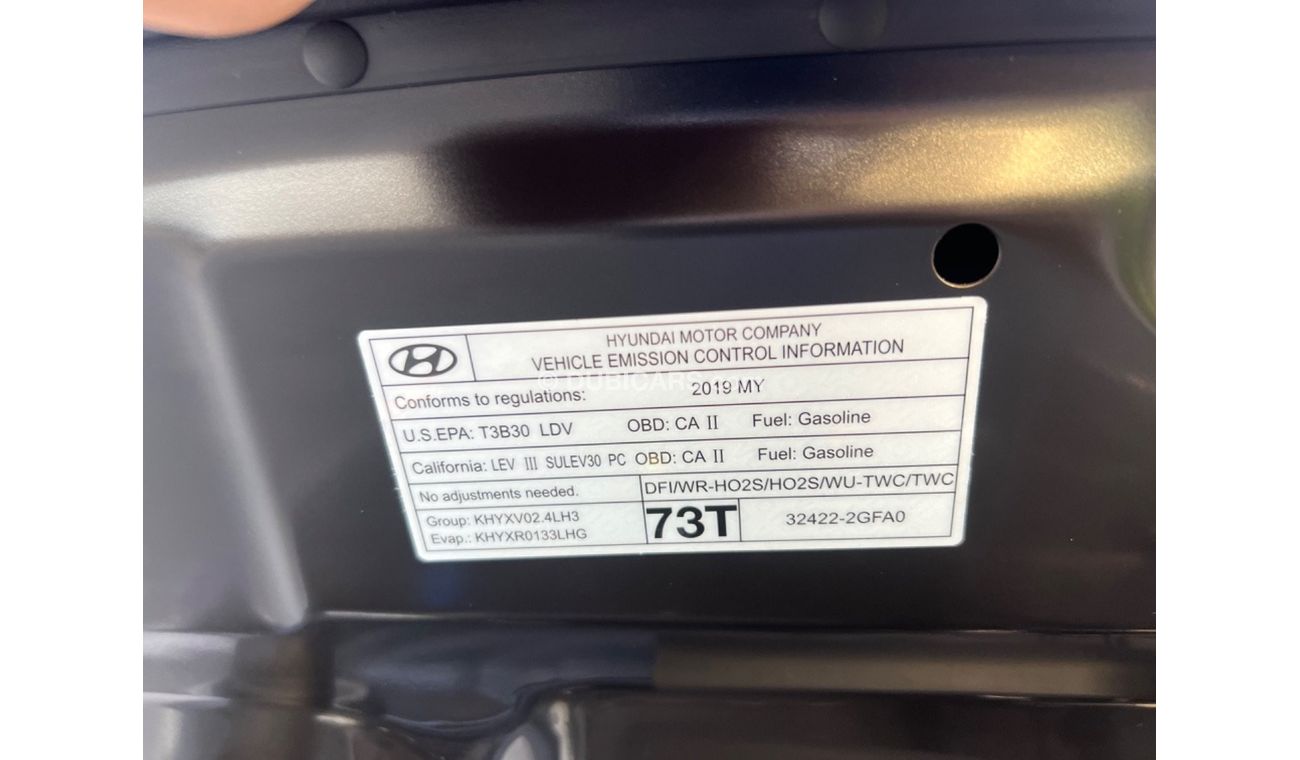 HYUNDAI MOTOR COMPANY
VEHICLE EMISSION CONTROL INFORMATION
© DUBICARS
Conforms to regulations: 2019 MY
U.S.EPA: T3B30 LDV OBD: CA II Fuel: Gasoline
California: LEV III SULEV30 PC OBD: CA II Fuel: Gasoline
No adjustments needed. DFI/WR-HO2S/HO2S/WU-TWC/TWC
Group: KHYXV02.4LH3
Evap.: KHYXR0133LHG
73T
32422-2GFA0